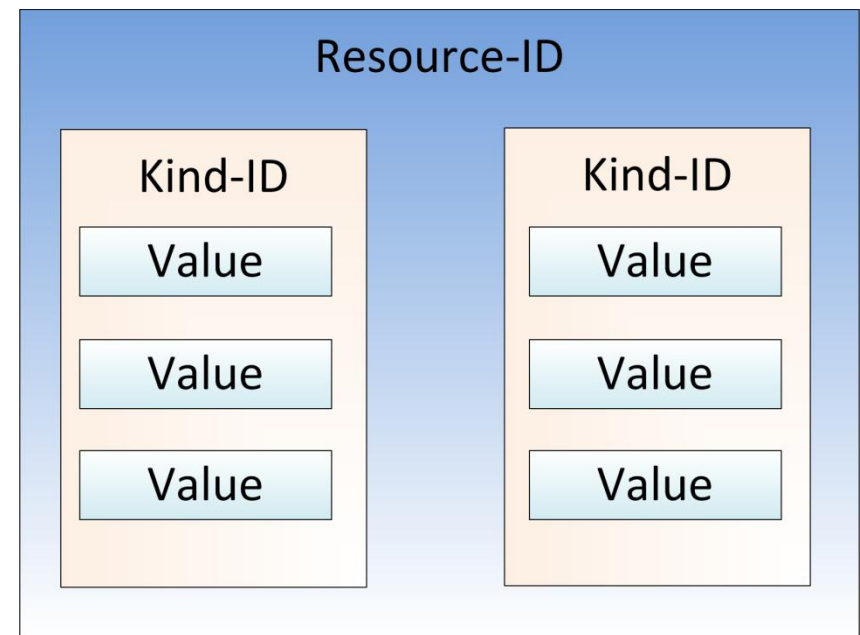 Resource-ID
Kind-ID
Value
Value
Value
Kind-ID
Value
Value
Value